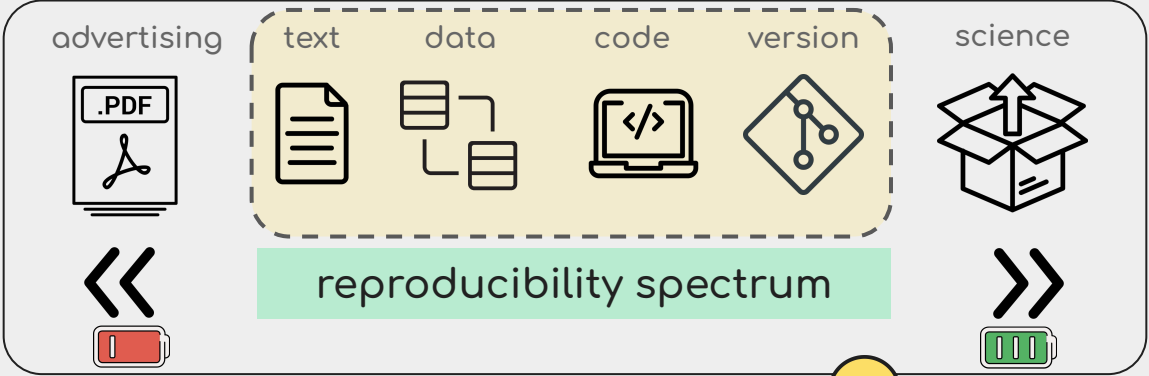 advertising
text
data
code
version
science
.PDF
</>
reproducibility spectrum